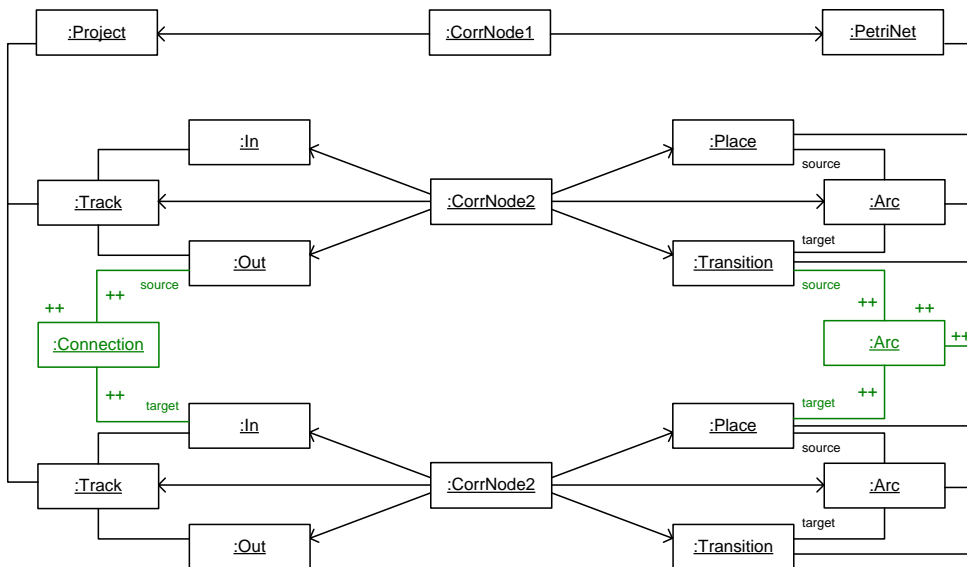 :Project :CorrNode1 :PetriNet
:In :Place
source
:Track :CorrNode2 :Arc
target
:Out :Transition
++ ++ source source ++ ++
:Connection :Arc ++
++ target target ++
:In :Place
source
:Track :CorrNode2 :Arc
target
:Out :Transition